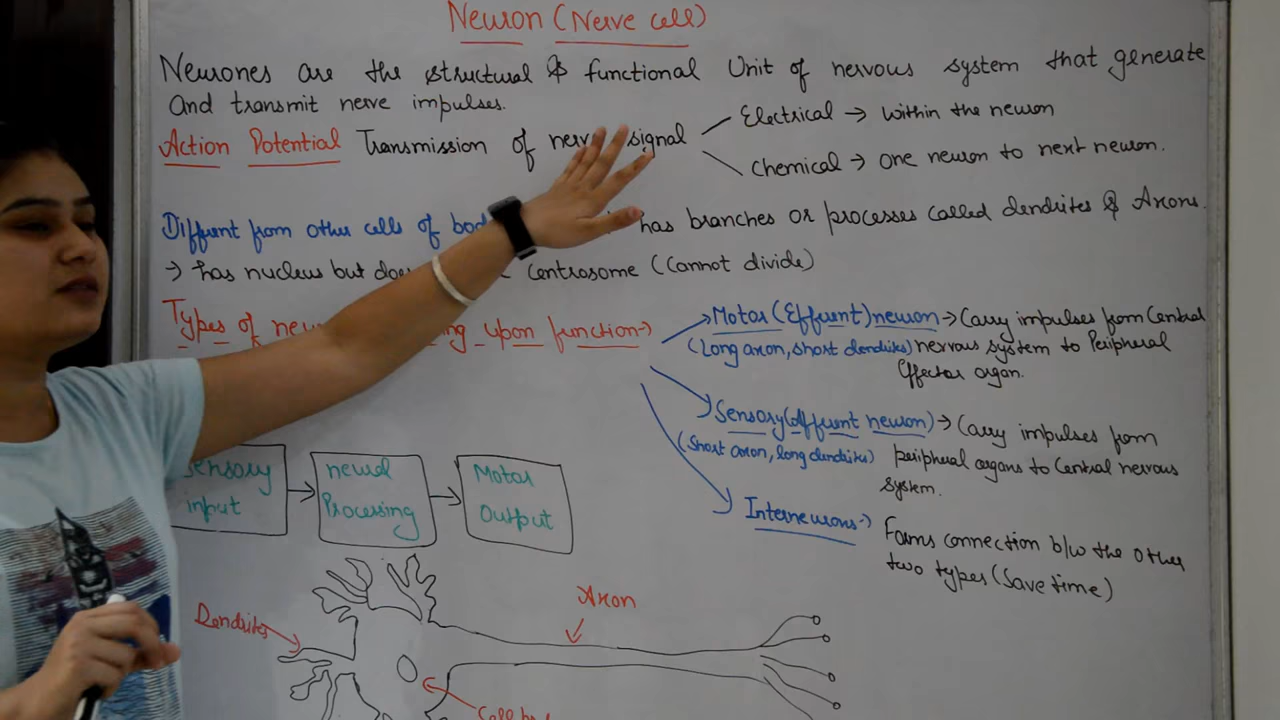 Neuron (Nerve cell)
Neurones are the structural & functional Unit of nervous system that generate
and transmit nerve impulses.
Action Potential Transmission of nerve signal
Electrical → within the neuron
Chemical → one neuron to next neuron.
Different from other cells of body has branches or processes called dendrites & Axons.
→ has nucleus but does Centrosome (Cannot divide)
Types of upon function→
Motor (Efferent) neuron → Carry impulses from Central
(Long axon, short dendrites) nervous system to Peripheral
Effector organ.
Sensory (afferent neuron) → Carry impulses from
(Short axon, long dendrites) peripheral organs to Central nervous
system.
Interneurons → Forms connection b/w the other
two types (Save time)
Sensory
input
neural
Processing
Motor
Output
Dendrites
Axon
Cell